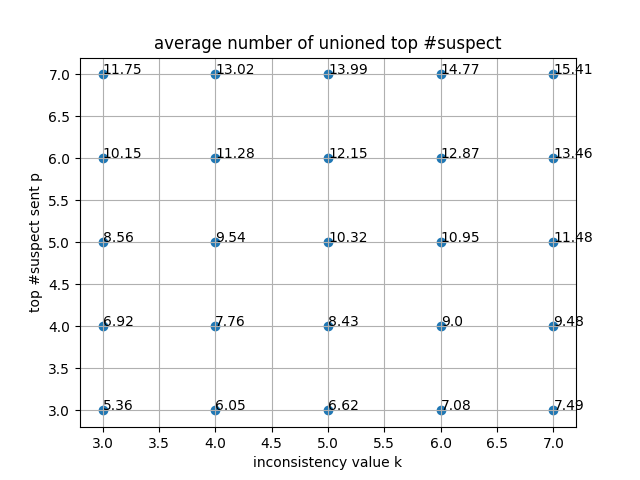 average number of unioned top #suspect
7.0 11.75 13.02 13.99 14.77 15.41
6.5
6.0 10.15 11.28 12.15 12.87 13.46
5.5
5.0 8.56 9.54 10.32 10.95 11.48
4.5
4.0 6.92 7.76 8.43 9.0 9.48
3.5
3.0 5.36 6.05 6.62 7.08 7.49
top #suspect sent p
3.0 3.5 4.0 4.5 5.0 5.5 6.0 6.5 7.0
inconsistency value k